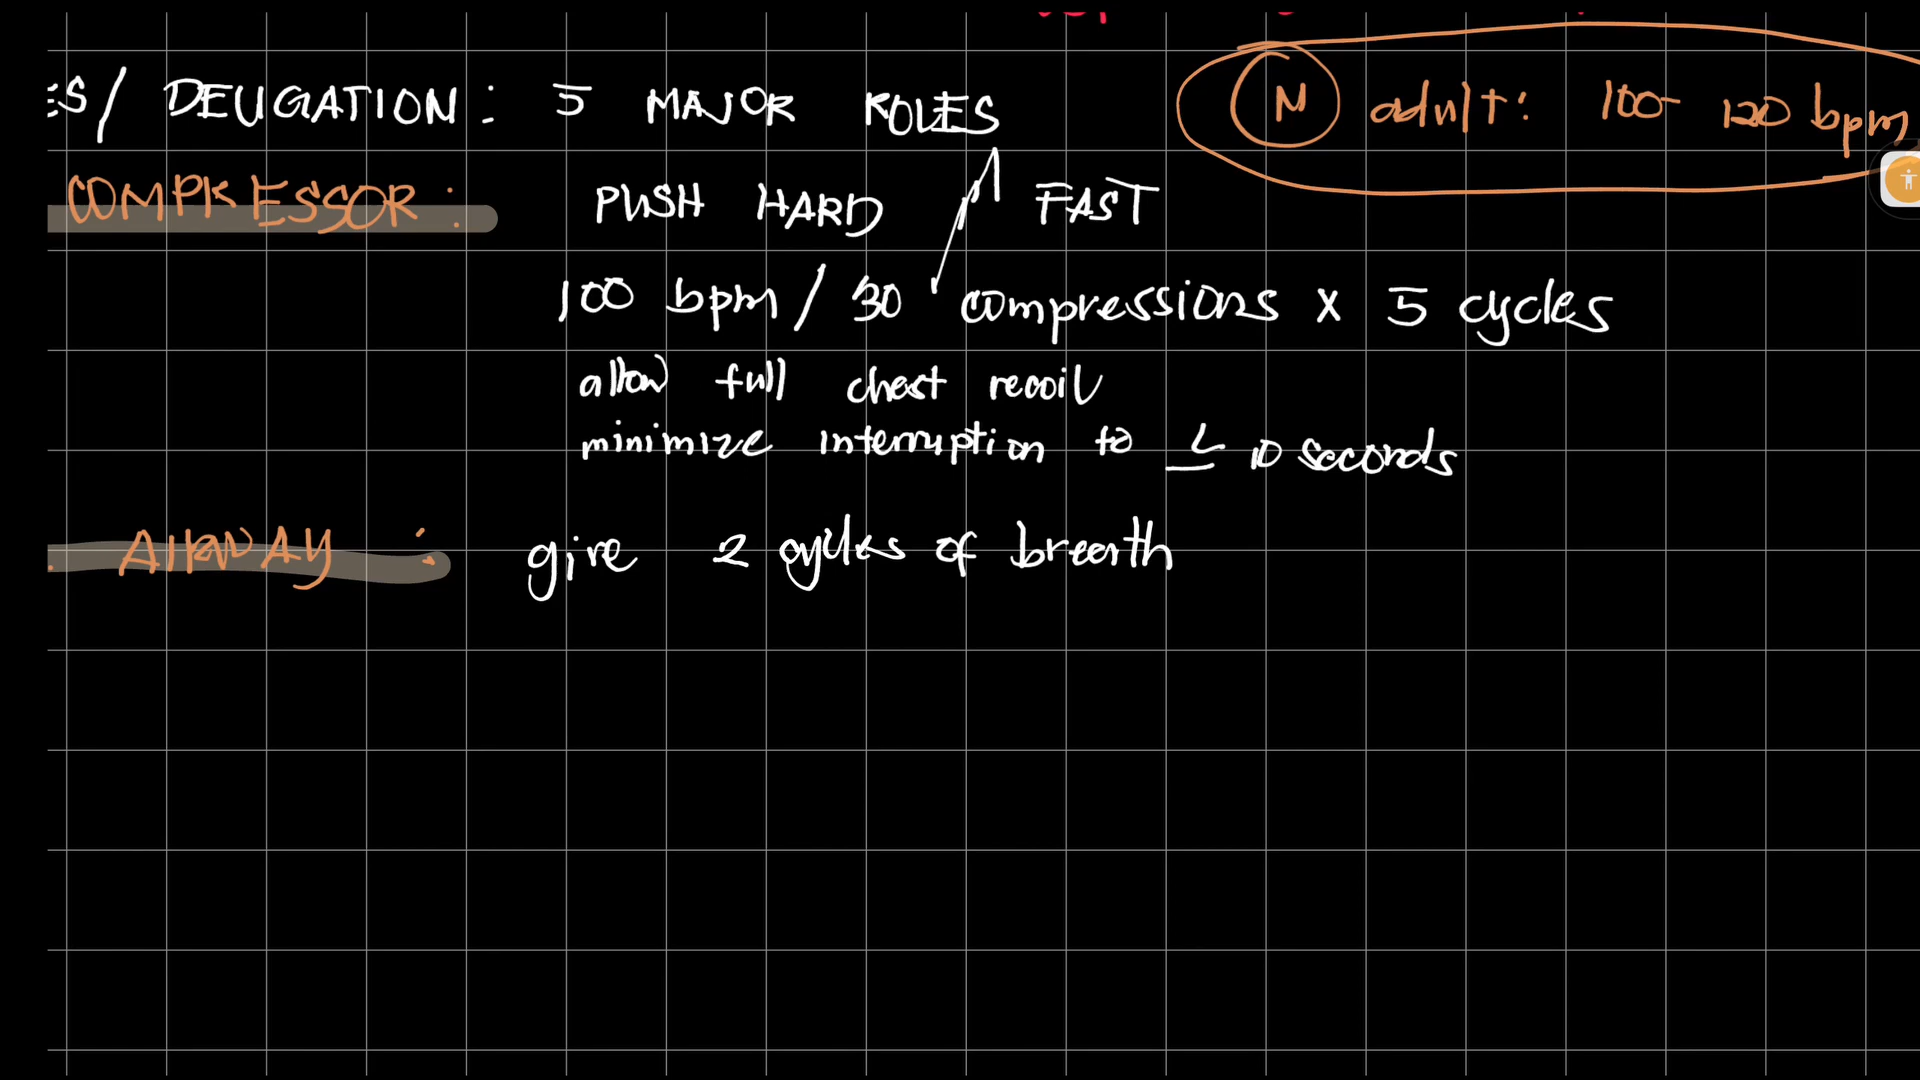 ES/ DELIGATION: 5 MAJOR ROLES
N adult: 100- 120 bpm
COMPRESSOR: PUSH HARD / FAST
100 bpm / 30 compressions x 5 cycles
allow full chest recoil
minimize interruption to ≤ 10 seconds
. AIRWAY : give 2 cycles of breath